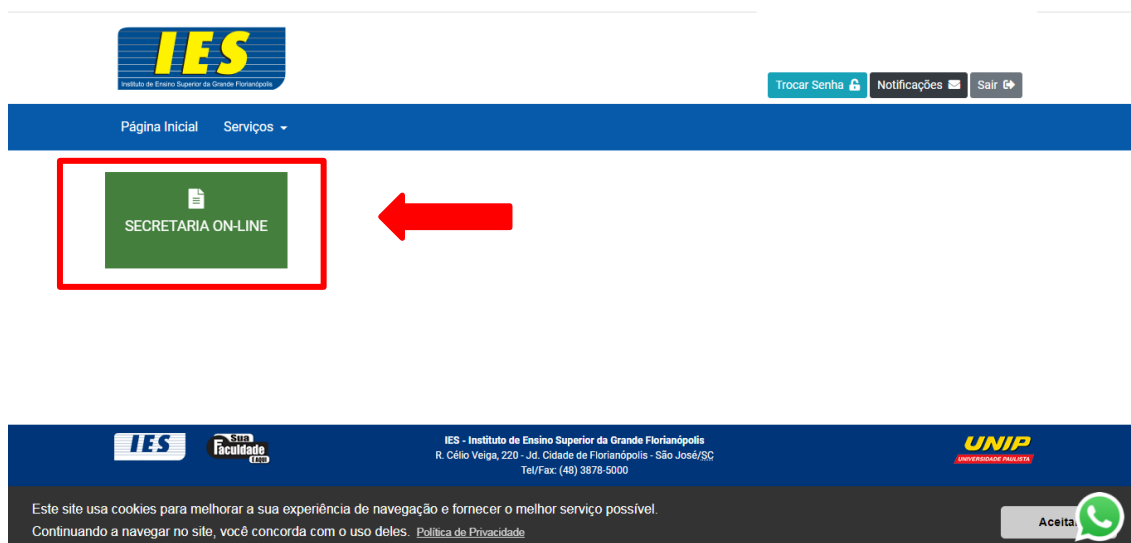 IES
Instituto de Ensino Superior da Grande Florianópolis
Trocar Senha
Notificações
Sair
Página Inicial
Serviços
SECRETARIA ON-LINE
IES
Sua
Faculdade
É AQUI
IES - Instituto de Ensino Superior da Grande Florianópolis
R. Célio Veiga, 220 - Jd. Cidade de Florianópolis - São José/SC
Tel/Fax: (48) 3878-5000
UNIP
UNIVERSIDADE PAULISTA
Este site usa cookies para melhorar a sua experiência de navegação e fornecer o melhor serviço possível.
Continuando a navegar no site, você concorda com o uso deles. Política de Privacidade
Aceita